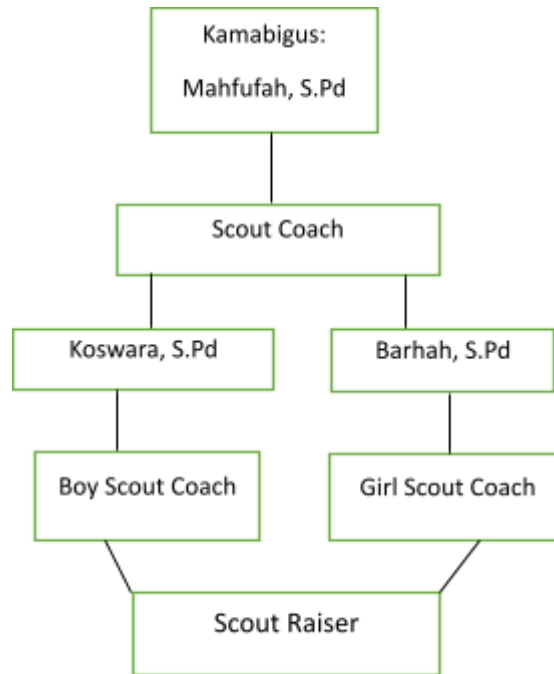 Kamabigus:
Mahfufah, S.Pd
Scout Coach
Koswara, S.Pd
Barhah, S.Pd
Boy Scout Coach
Girl Scout Coach
Scout Raiser